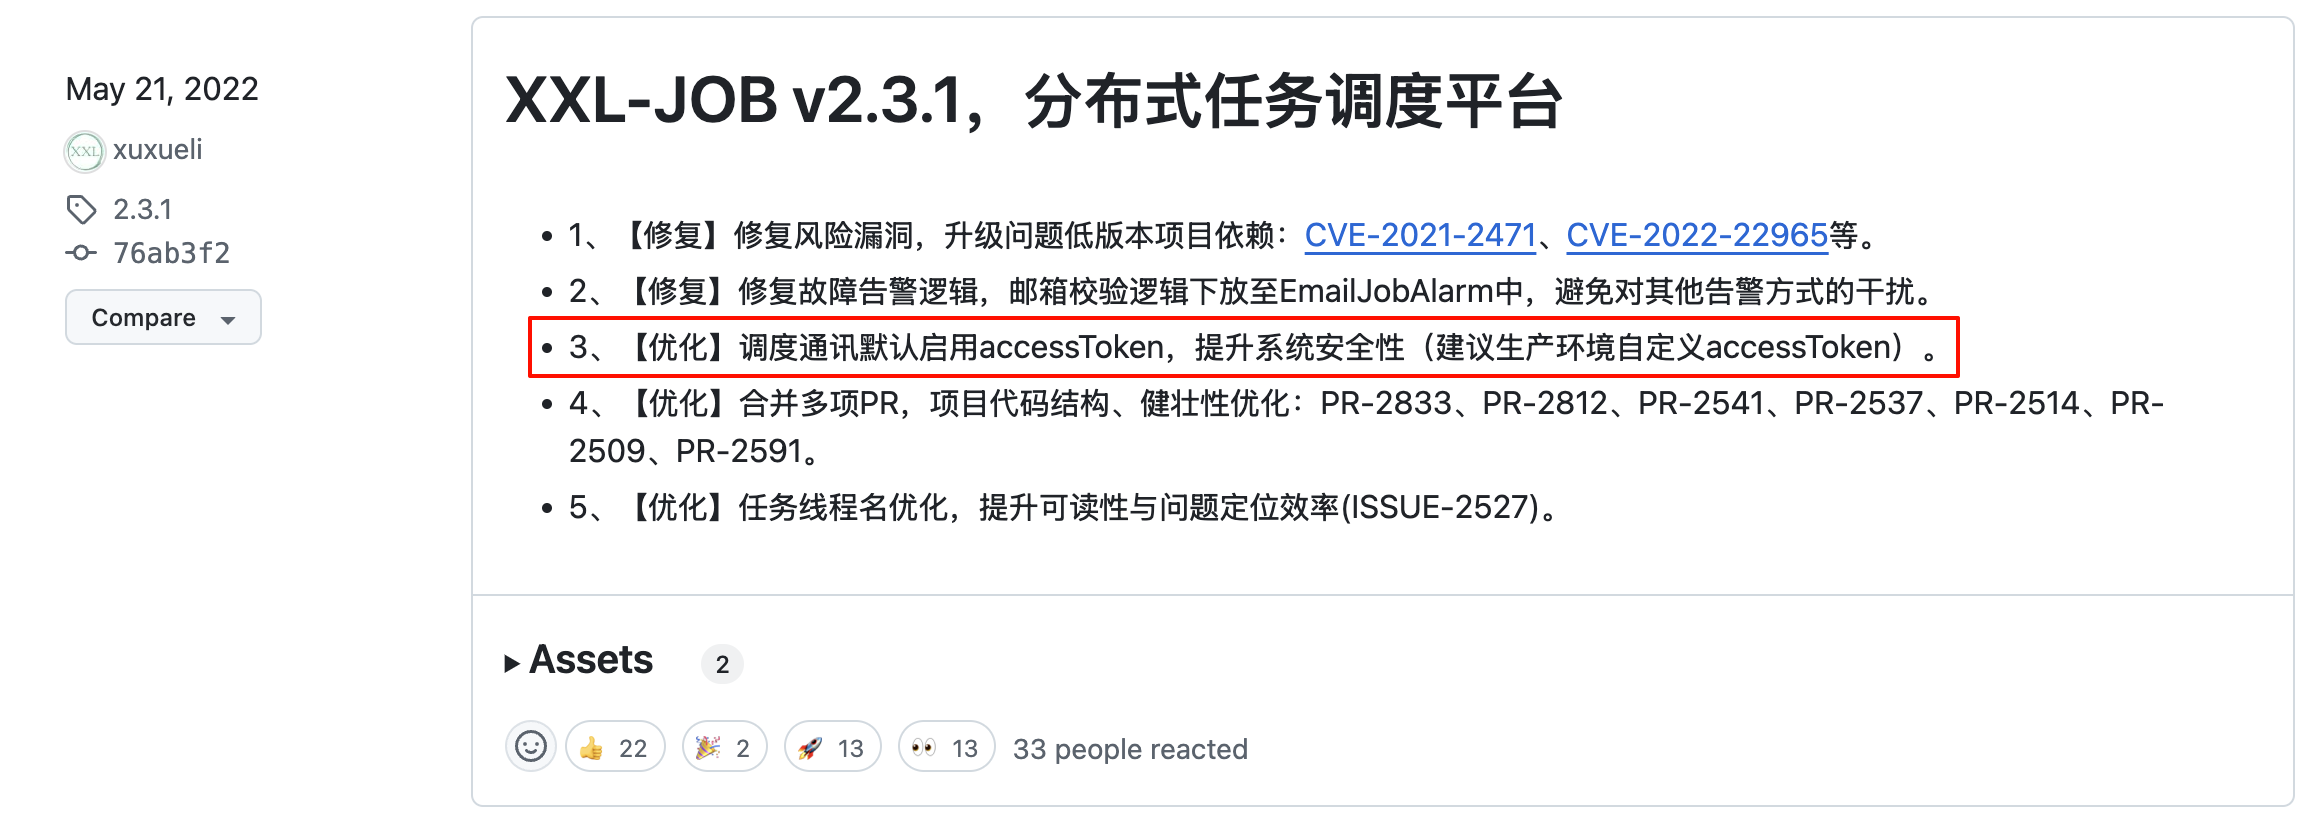 May 21, 2022
XXL
xuxueli
2.3.1
76ab3f2
Compare
XXL-JOB v2.3.1，分布式任务调度平台
1、【修复】修复风险漏洞，升级问题低版本项目依赖：CVE-2021-2471、CVE-2022-22965等。
2、【修复】修复故障告警逻辑，邮箱校验逻辑下放至EmailJobAlarm中，避免对其他告警方式的干扰。
3、【优化】调度通讯默认启用accessToken，提升系统安全性（建议生产环境自定义accessToken）。
4、【优化】合并多项PR，项目代码结构、健壮性优化：PR-2833、PR-2812、PR-2541、PR-2537、PR-2514、PR-
2509、PR-2591。
5、【优化】任务线程名优化，提升可读性与问题定位效率(ISSUE-2527)。
Assets 2
22 2 13 13 33 people reacted